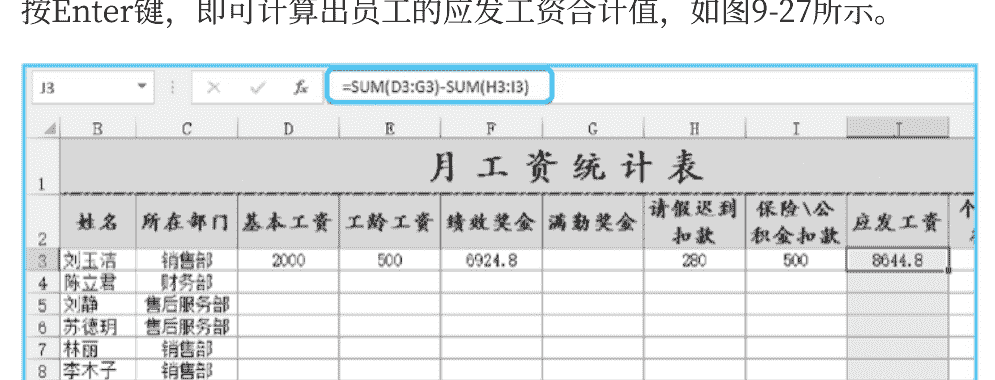 按Enter键，即可计算出员工的应发工资合计值，如图9-27所示。
J3 fx =SUM(D3:G3)-SUM(H3:I3)
B C D E F G H I J
1 月工资统计表
2 姓名 所在部门 基本工资 工龄工资 绩效奖金 满勤奖金 请假迟到扣款 保险\公积金扣款 应发工资 个
3 刘玉洁 销售部 2000 500 6924.8 280 500 8644.8
4 陈立君 财务部
5 刘静 售后服务部
6 苏德玥 售后服务部
7 林丽 销售部
8 李木子 销售部